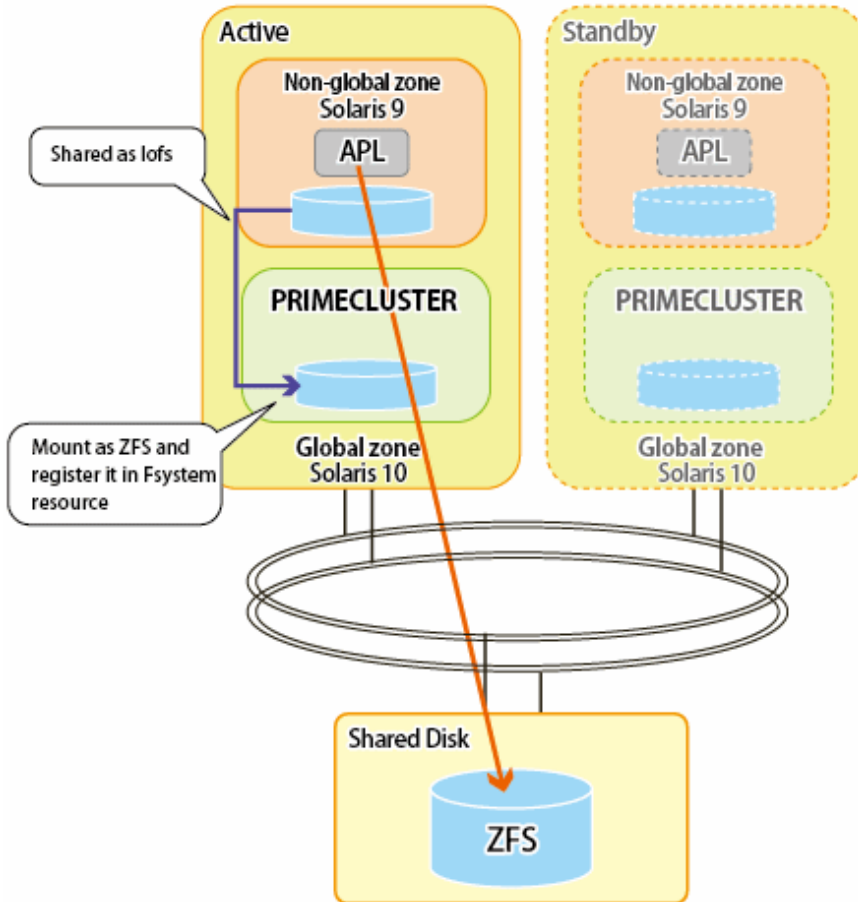 Active
Non-global zone
Solaris 9
APL
Shared as lofs
PRIMECLUSTER
Mount as ZFS and
register it in Fsystem
resource
Global zone
Solaris 10
Standby
Non-global zone
Solaris 9
APL
PRIMECLUSTER
Global zone
Solaris 10
Shared Disk
ZFS